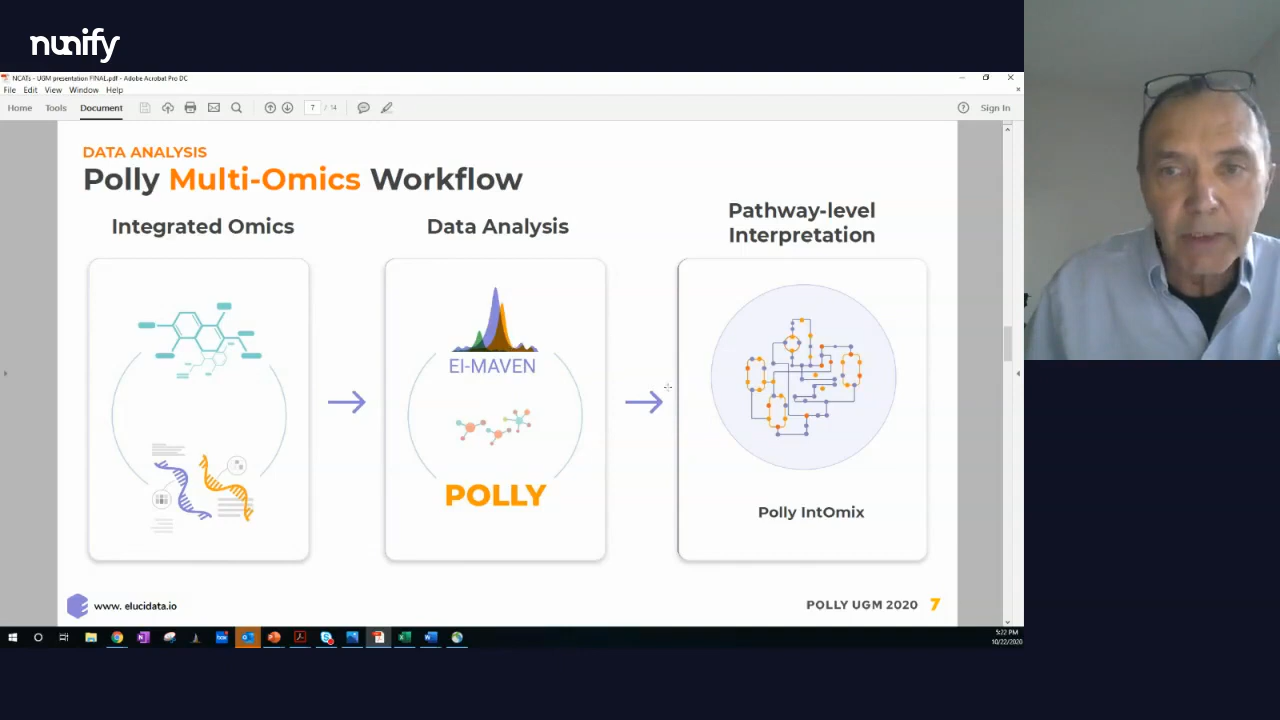 nunify
NCATs - UGM presentation FINAL.pdf - Adobe Acrobat Pro DC
File Edit View Window Help
Home Tools Document 7 / 14 Sign In
DATA ANALYSIS
Polly Multi-Omics Workflow
Integrated Omics
Data Analysis
Pathway-level
Interpretation
El-MAVEN
POLLY
Polly IntOmix
www. elucidata.io
POLLY UGM 2020 7
5:22 PM
10/22/2020